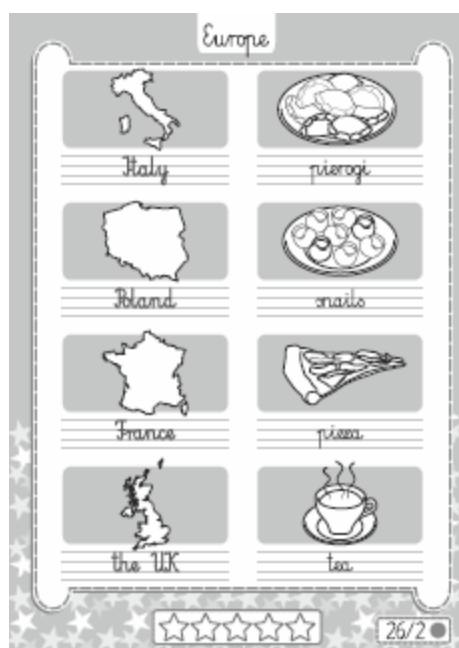 Europe
Italy pierogi
Poland snails
France pizza
the UK tea
26/2